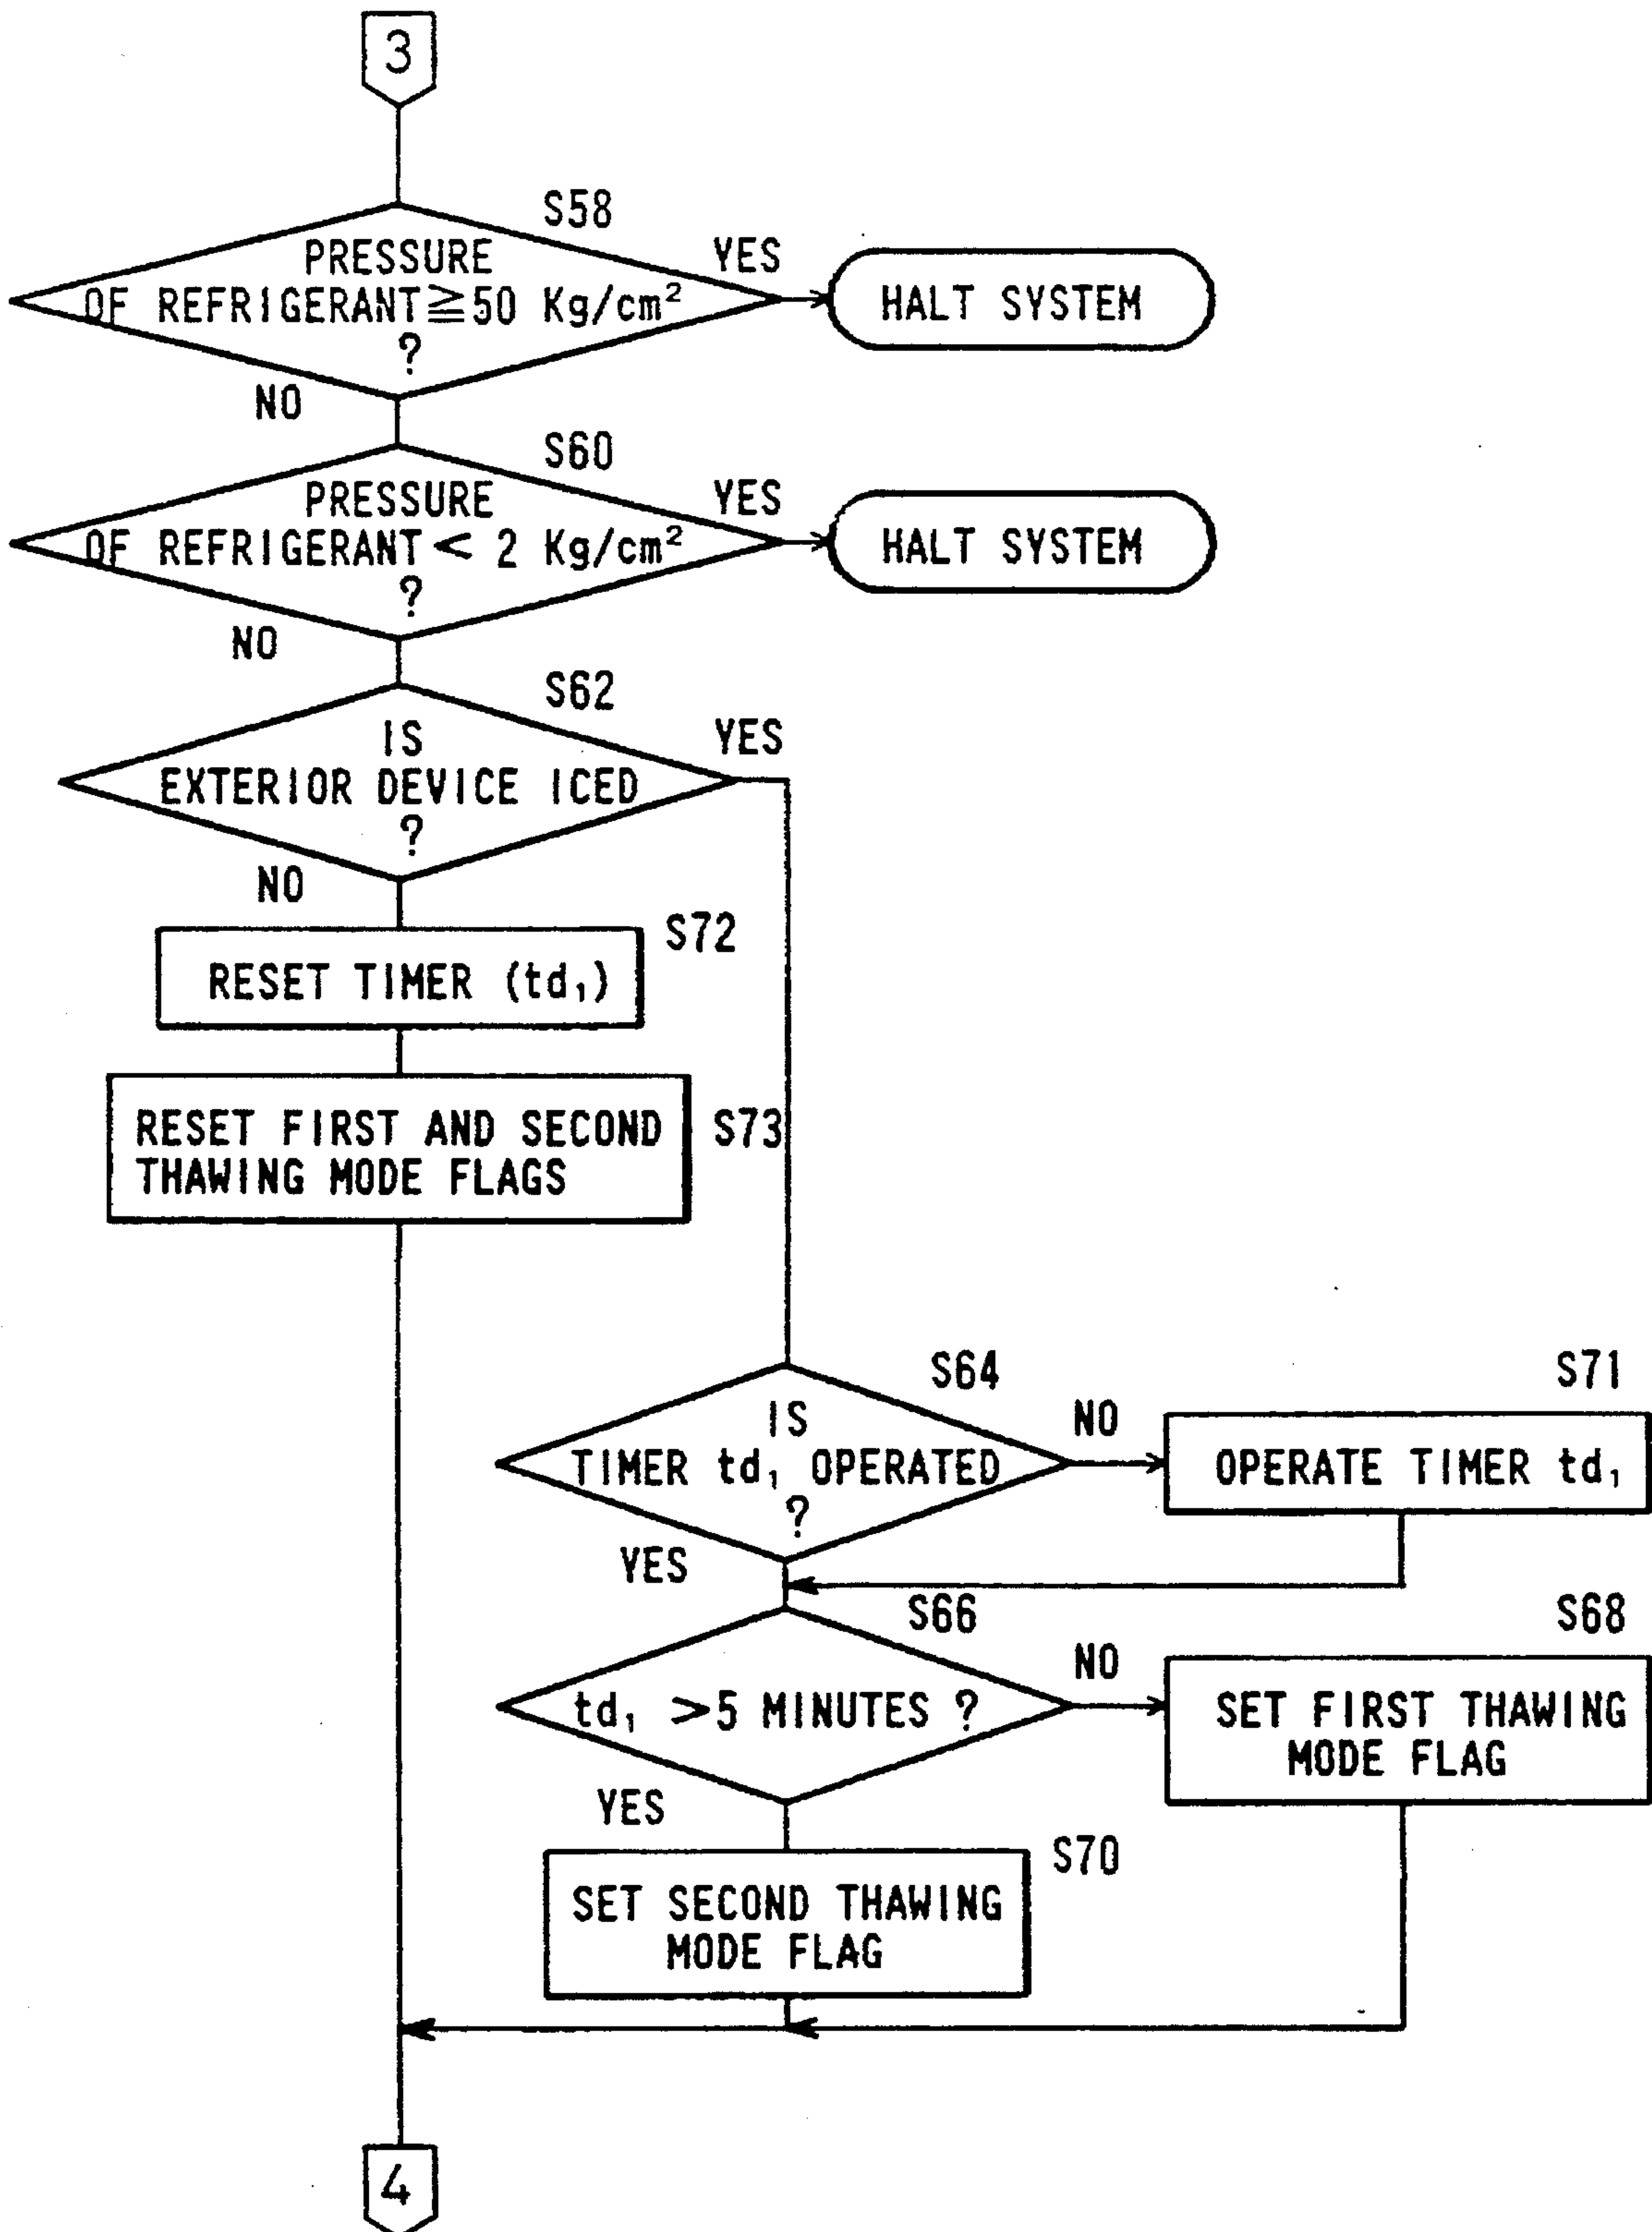 3
S58
PRESSURE
OF REFRIGERANT≧50 Kg/cm²
?
YES
HALT SYSTEM
NO
S60
PRESSURE
OF REFRIGERANT < 2 Kg/cm²
?
YES
HALT SYSTEM
NO
S62
IS
EXTERIOR DEVICE ICED
?
YES
NO
S72
RESET TIMER (td₁)
RESET FIRST AND SECOND
THAWING MODE FLAGS
S73
S64
IS
TIMER td₁ OPERATED
?
NO
S71
OPERATE TIMER td₁
YES
S66
td₁ >5 MINUTES ?
NO
S68
SET FIRST THAWING
MODE FLAG
YES
S70
SET SECOND THAWING
MODE FLAG
4